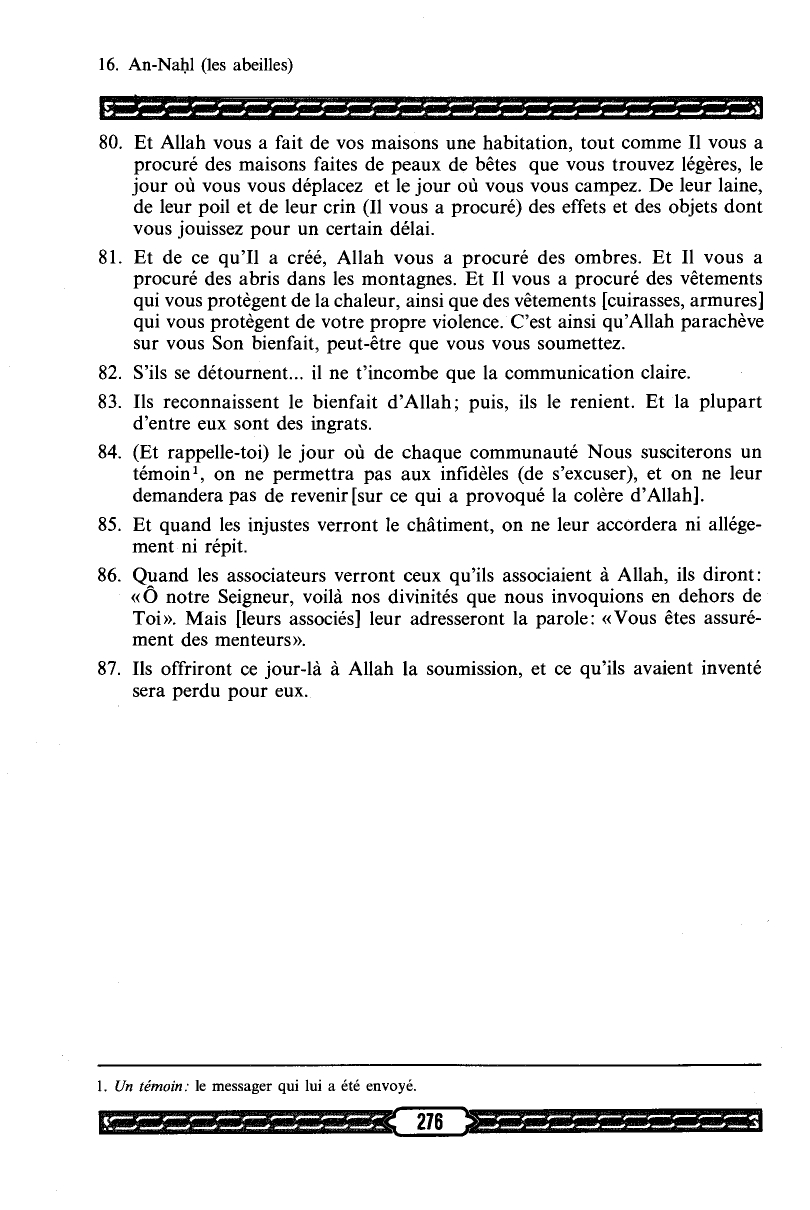 16. An-Naḥl (les abeilles)
80. Et Allah vous a fait de vos maisons une habitation, tout comme Il vous a
procuré des maisons faites de peaux de bêtes que vous trouvez légères, le
jour où vous vous déplacez et le jour où vous vous campez. De leur laine,
de leur poil et de leur crin (Il vous a procuré) des effets et des objets dont
vous jouissez pour un certain délai.
81. Et de ce qu'Il a créé, Allah vous a procuré des ombres. Et Il vous a
procuré des abris dans les montagnes. Et Il vous a procuré des vêtements
qui vous protègent de la chaleur, ainsi que des vêtements [cuirasses, armures]
qui vous protègent de votre propre violence. C'est ainsi qu'Allah parachève
sur vous Son bienfait, peut-être que vous vous soumettez.
82. S'ils se détournent... il ne t'incombe que la communication claire.
83. Ils reconnaissent le bienfait d'Allah; puis, ils le renient. Et la plupart
d'entre eux sont des ingrats.
84. (Et rappelle-toi) le jour où de chaque communauté Nous susciterons un
témoin¹, on ne permettra pas aux infidèles (de s'excuser), et on ne leur
demandera pas de revenir [sur ce qui a provoqué la colère d'Allah].
85. Et quand les injustes verront le châtiment, on ne leur accordera ni allége-
ment ni répit.
86. Quand les associateurs verront ceux qu'ils associaient à Allah, ils diront:
«Ô notre Seigneur, voilà nos divinités que nous invoquions en dehors de
Toi». Mais [leurs associés] leur adresseront la parole: «Vous êtes assuré-
ment des menteurs».
87. Ils offriront ce jour-là à Allah la soumission, et ce qu'ils avaient inventé
sera perdu pour eux.
1. Un témoin: le messager qui lui a été envoyé.
276